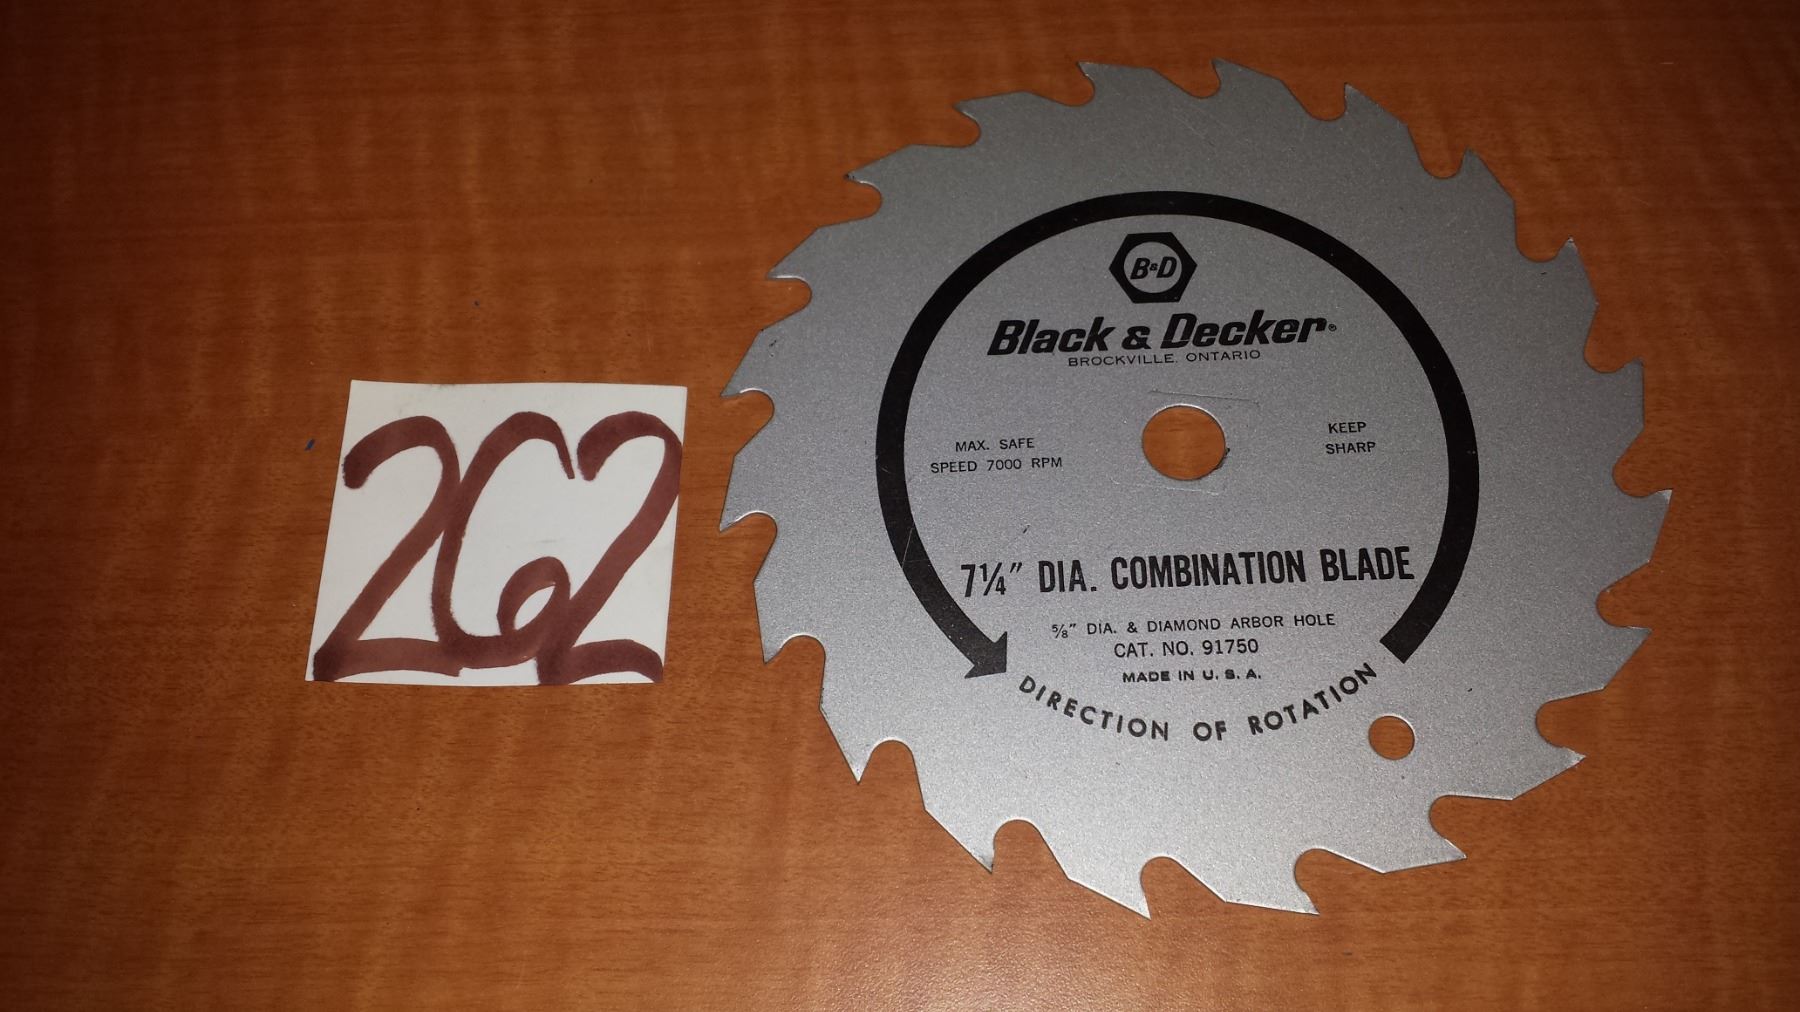 262
B&D
Black & Decker®
BROCKVILLE, ONTARIO
MAX. SAFE
SPEED 7000 RPM
KEEP
SHARP
7¼" DIA. COMBINATION BLADE
⅝" DIA. & DIAMOND ARBOR HOLE
CAT. NO. 91750
MADE IN U. S. A.
DIRECTION OF ROTATION